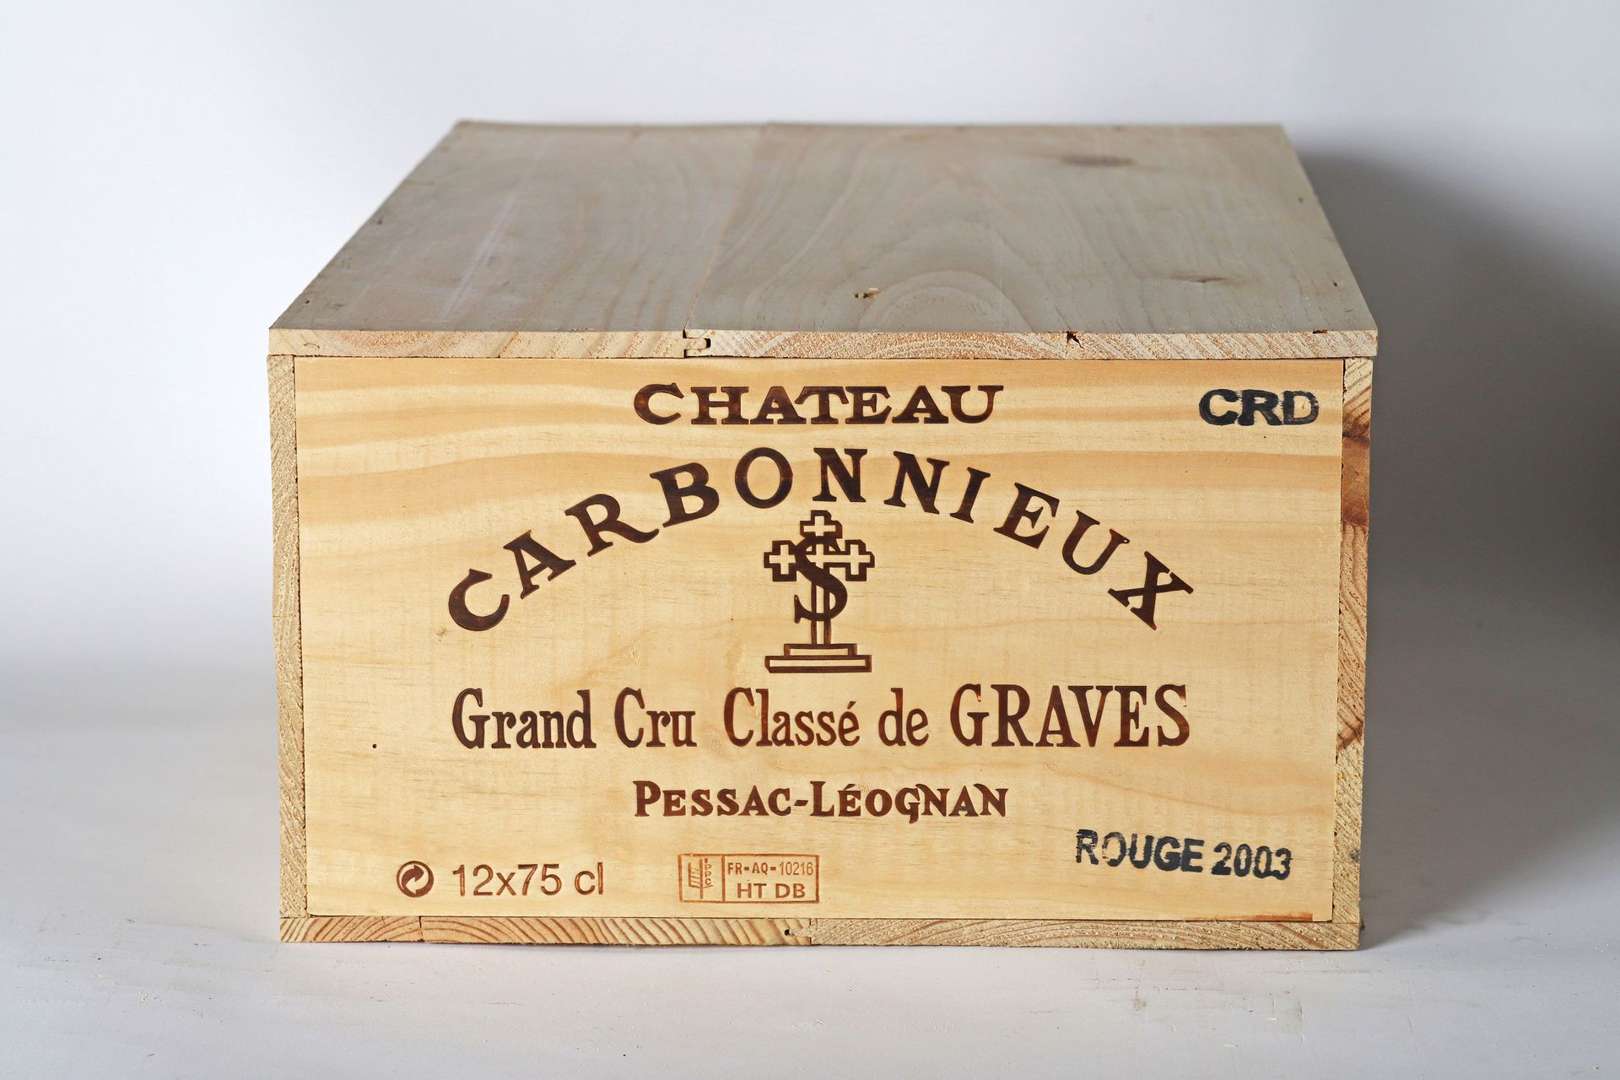 CHATEAU
CRD
CARBONNIEUX
S
Grand Cru Classé de GRAVES
PESSAC-LÉOGNAN
ROUGE 2003
12x75 cl
FR-AQ-10216
HT DB